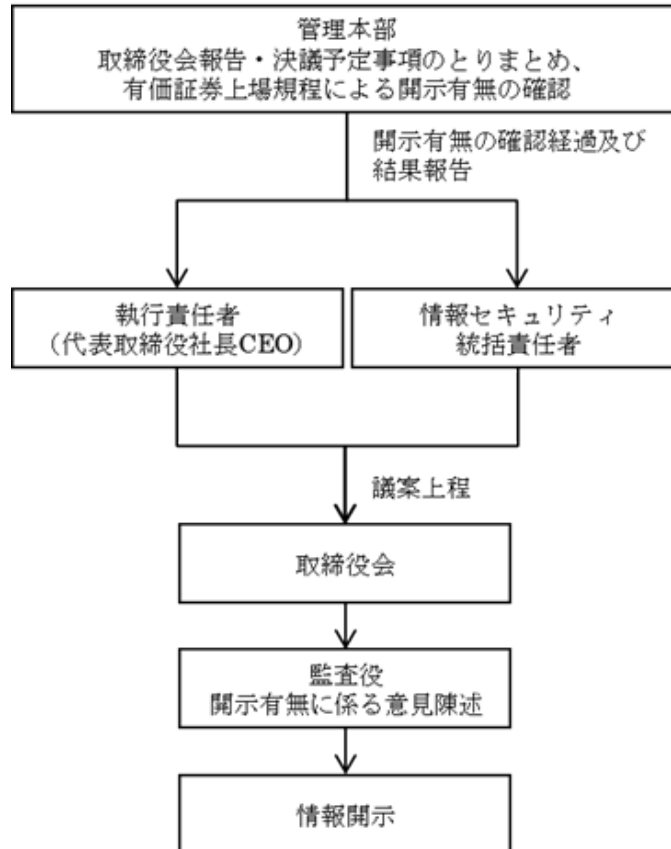 管理本部
取締役会報告・決議予定事項のとりまとめ、
有価証券上場規程による開示有無の確認
開示有無の確認経過及び
結果報告
執行責任者
（代表取締役社長CEO）
情報セキュリティ
統括責任者
議案上程
取締役会
監査役
開示有無に係る意見陳述
情報開示